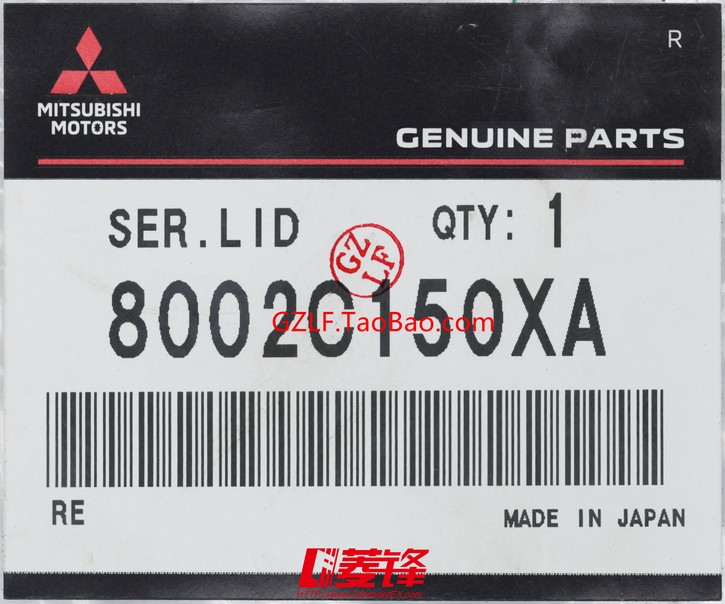 R
MITSUBISHI
MOTORS
GENUINE PARTS
SER.LID QTY: 1
GZ
LF
8002C150XA
GZLF.TaoBao.com
RE
MADE IN JAPAN
菱锋